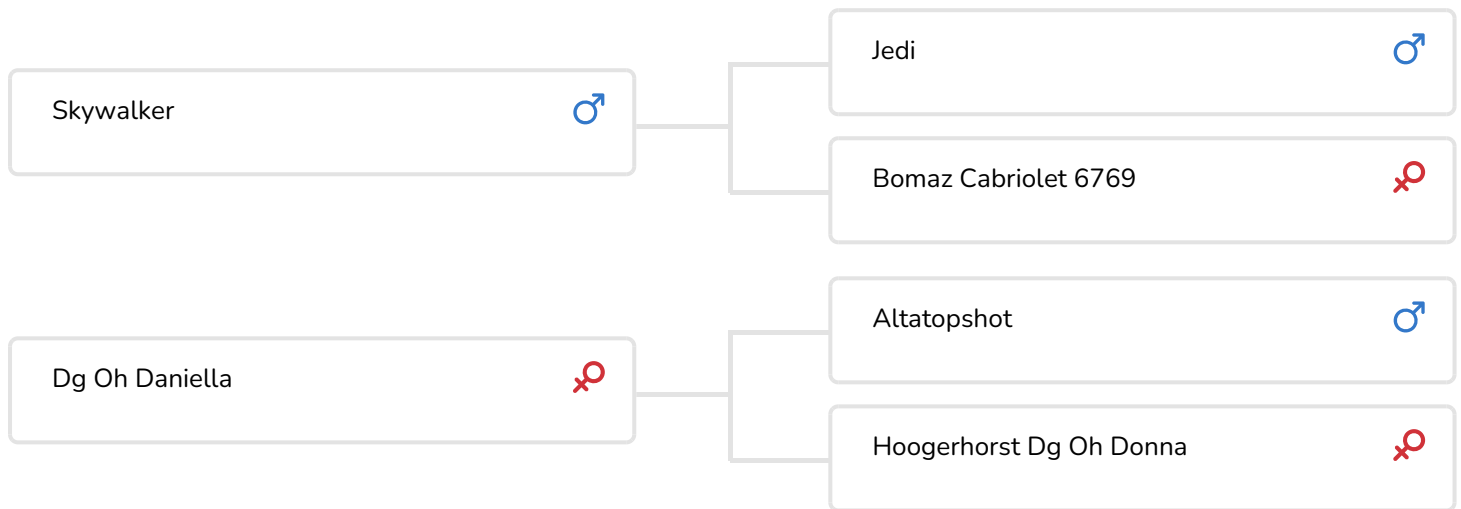 Jedi
Skywalker
Bomaz Cabriolet 6769
Altatopshot
Dg Oh Daniella
Hoogerhorst Dg Oh Donna